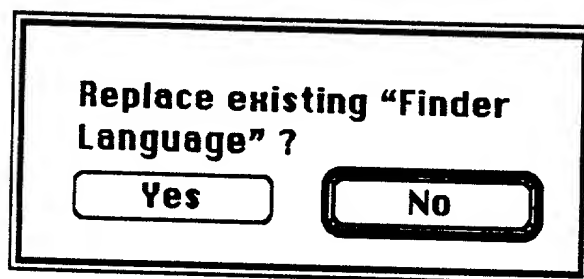 Replace existing “Finder
Language” ?
Yes
No